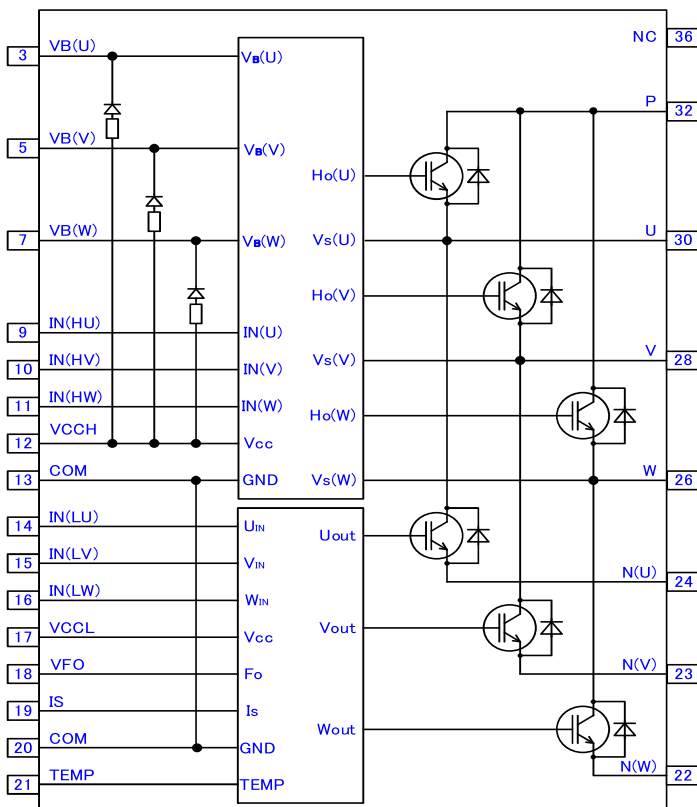 NC 36
3 VB(U) VB(U)
P 32
5 VB(V) VB(V)
Ho(U)
7 VB(W) VB(W) Vs(U) U 30
Ho(V)
9 IN(HU) IN(U)
10 IN(HV) IN(V) Vs(V) V 28
11 IN(HW) IN(W) Ho(W)
12 VCCH Vcc
13 COM GND Vs(W) W 26
14 IN(LU) UIN Uout
15 IN(LV) VIN
N(U) 24
16 IN(LW) WIN
17 VCCL Vcc Vout
18 VFO Fo N(V) 23
19 IS Is
Wout
20 COM GND
21 TEMP TEMP N(W) 22